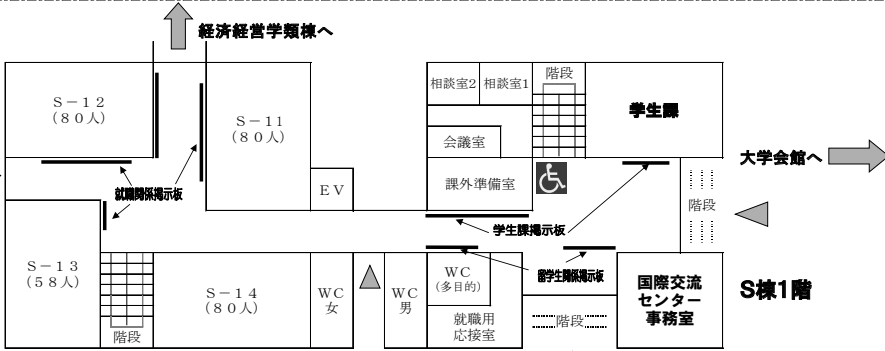 経済経営学類棟へ
S－12
（80人）
S－11
（80人）
相談室2
相談室1
階段
学生課
会議室
大学会館へ
課外準備室
EV
就職関係掲示板
階段
学生課掲示板
S－13
（58人）
S－14
（80人）
WC
女
WC
男
WC
（多目的）
留学生関係掲示板
国際交流
センター
事務室
S棟1階
就職用
応接室
階段
階段